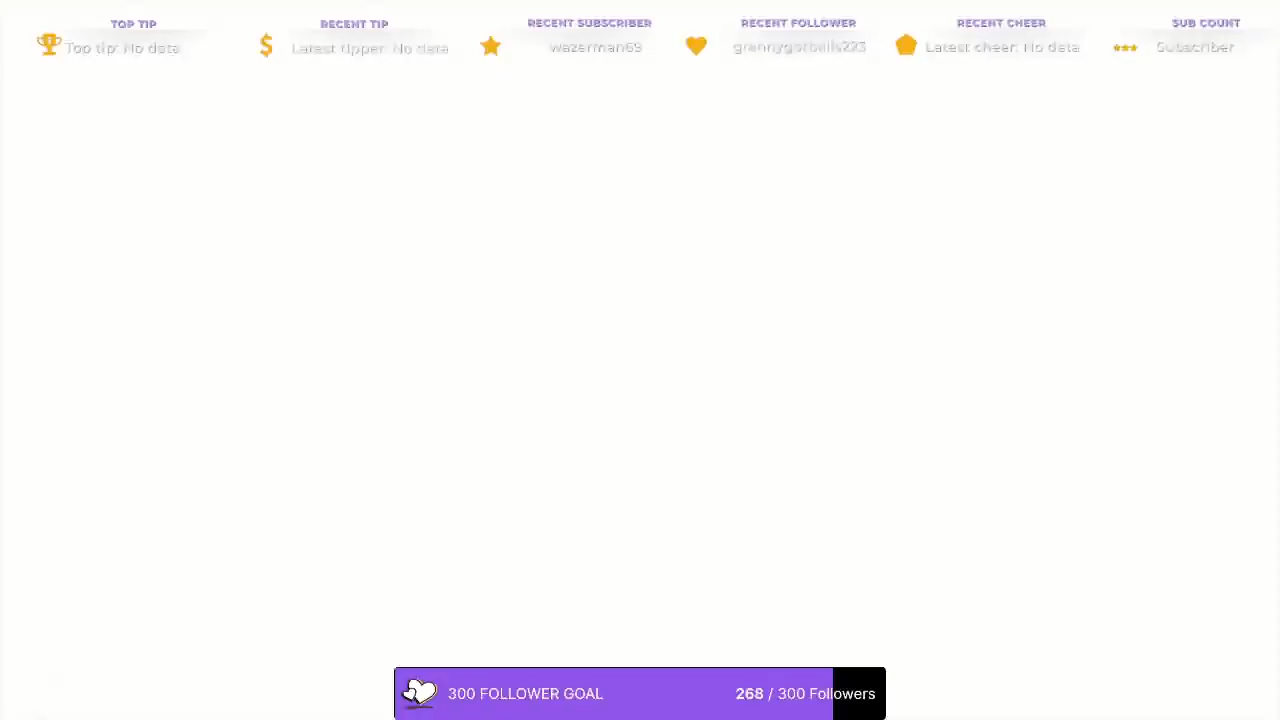 TOP TIP
Top tip: No data
RECENT TIP
Latest tipper: No data
RECENT SUBSCRIBER
wazerman69
RECENT FOLLOWER
grannygotballs223
RECENT CHEER
Latest cheer: No data
SUB COUNT
Subscriber
300 FOLLOWER GOAL
268 / 300 Followers